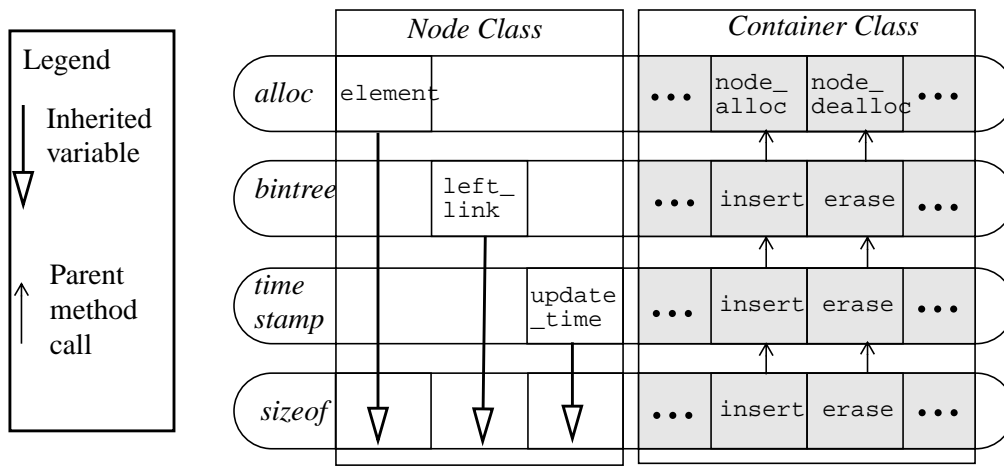 Node Class
Container Class
Legend
Inherited
variable
Parent
method
call
alloc
element
•••
node_
alloc
node_
dealloc
•••
bintree
left_
link
•••
insert
erase
•••
time
stamp
update
_time
•••
insert
erase
•••
sizeof
•••
insert
erase
•••